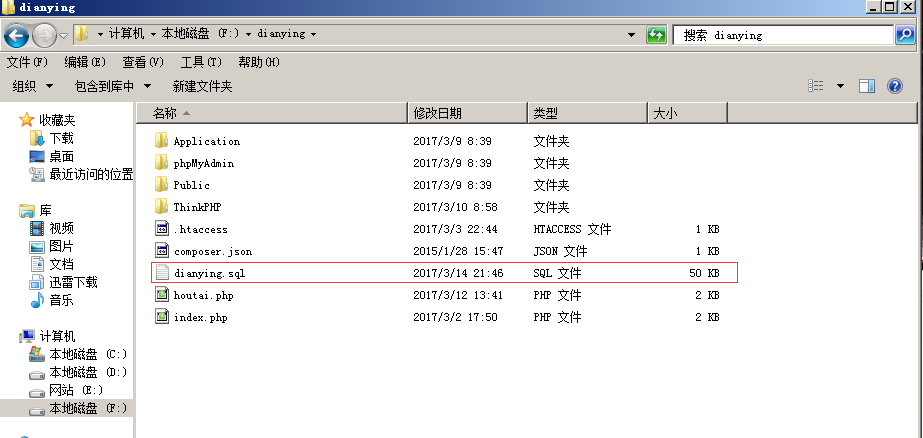 dianying
计算机 本地磁盘 (F:) dianying
搜索 dianying
文件(F) 编辑(E) 查看(V) 工具(T) 帮助(H)
组织 包含到库中 新建文件夹
收藏夹
下载
桌面
最近访问的位置
库
视频
图片
文档
迅雷下载
音乐
计算机
本地磁盘 (C:)
本地磁盘 (D:)
网站 (E:)
本地磁盘 (F:)
名称 修改日期 类型 大小
Application 2017/3/9 8:39 文件夹
phpMyAdmin 2017/3/9 8:39 文件夹
Public 2017/3/9 8:39 文件夹
ThinkPHP 2017/3/10 8:58 文件夹
.htaccess 2017/3/3 22:44 HTACCESS 文件 1 KB
composer.json 2015/1/28 15:47 JSON 文件 1 KB
dianying.sql 2017/3/14 21:46 SQL 文件 50 KB
houtai.php 2017/3/12 13:41 PHP 文件 2 KB
index.php 2017/3/2 17:50 PHP 文件 2 KB